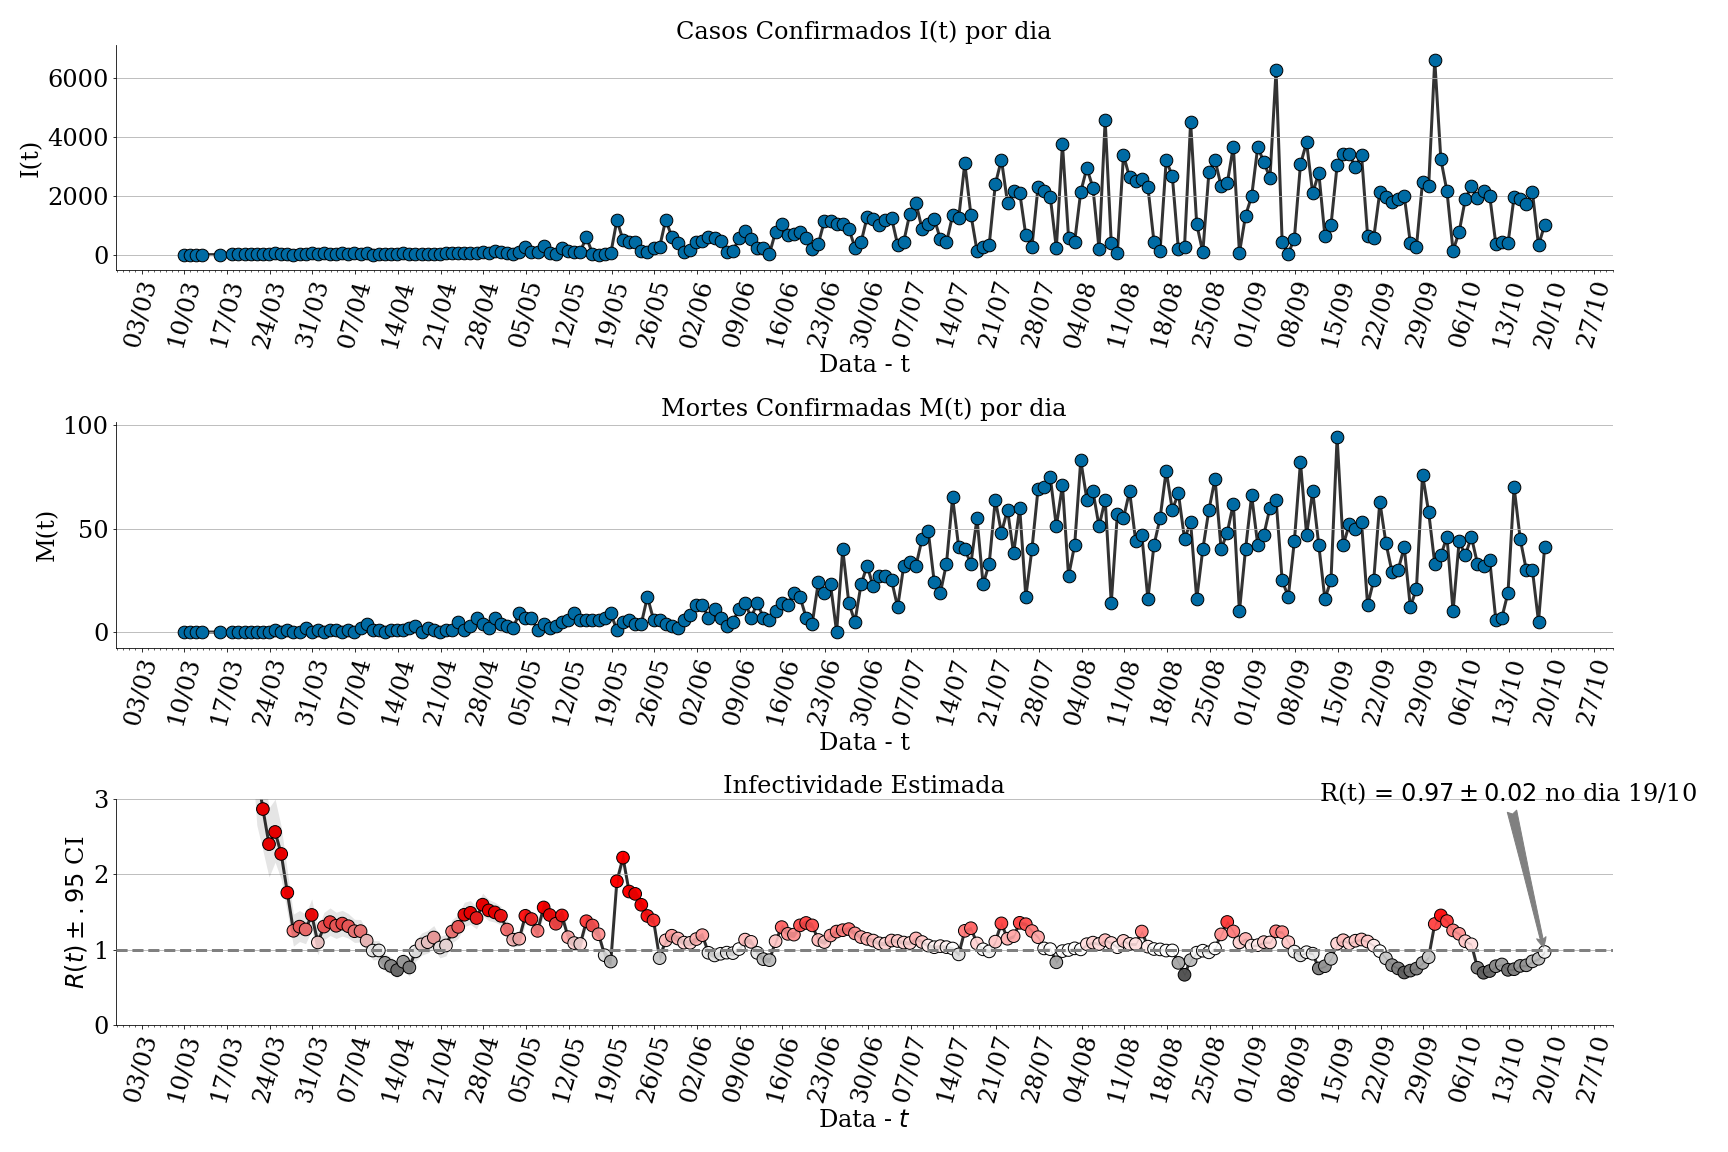 Casos Confirmados I(t) por dia
I(t)
6000
4000
2000
0
03/03 10/03 17/03 24/03 31/03 07/04 14/04 21/04 28/04 05/05 12/05 19/05 26/05 02/06 09/06 16/06 23/06 30/06 07/07 14/07 21/07 28/07 04/08 11/08 18/08 25/08 01/09 08/09 15/09 22/09 29/09 06/10 13/10 20/10 27/10
Data - t
Mortes Confirmadas M(t) por dia
M(t)
100
50
0
03/03 10/03 17/03 24/03 31/03 07/04 14/04 21/04 28/04 05/05 12/05 19/05 26/05 02/06 09/06 16/06 23/06 30/06 07/07 14/07 21/07 28/07 04/08 11/08 18/08 25/08 01/09 08/09 15/09 22/09 29/09 06/10 13/10 20/10 27/10
Data - t
Infectividade Estimada
R(t) = 0.97 ± 0.02 no dia 19/10
R(t) ± .95 CI
3
2
1
0
03/03 10/03 17/03 24/03 31/03 07/04 14/04 21/04 28/04 05/05 12/05 19/05 26/05 02/06 09/06 16/06 23/06 30/06 07/07 14/07 21/07 28/07 04/08 11/08 18/08 25/08 01/09 08/09 15/09 22/09 29/09 06/10 13/10 20/10 27/10
Data - t